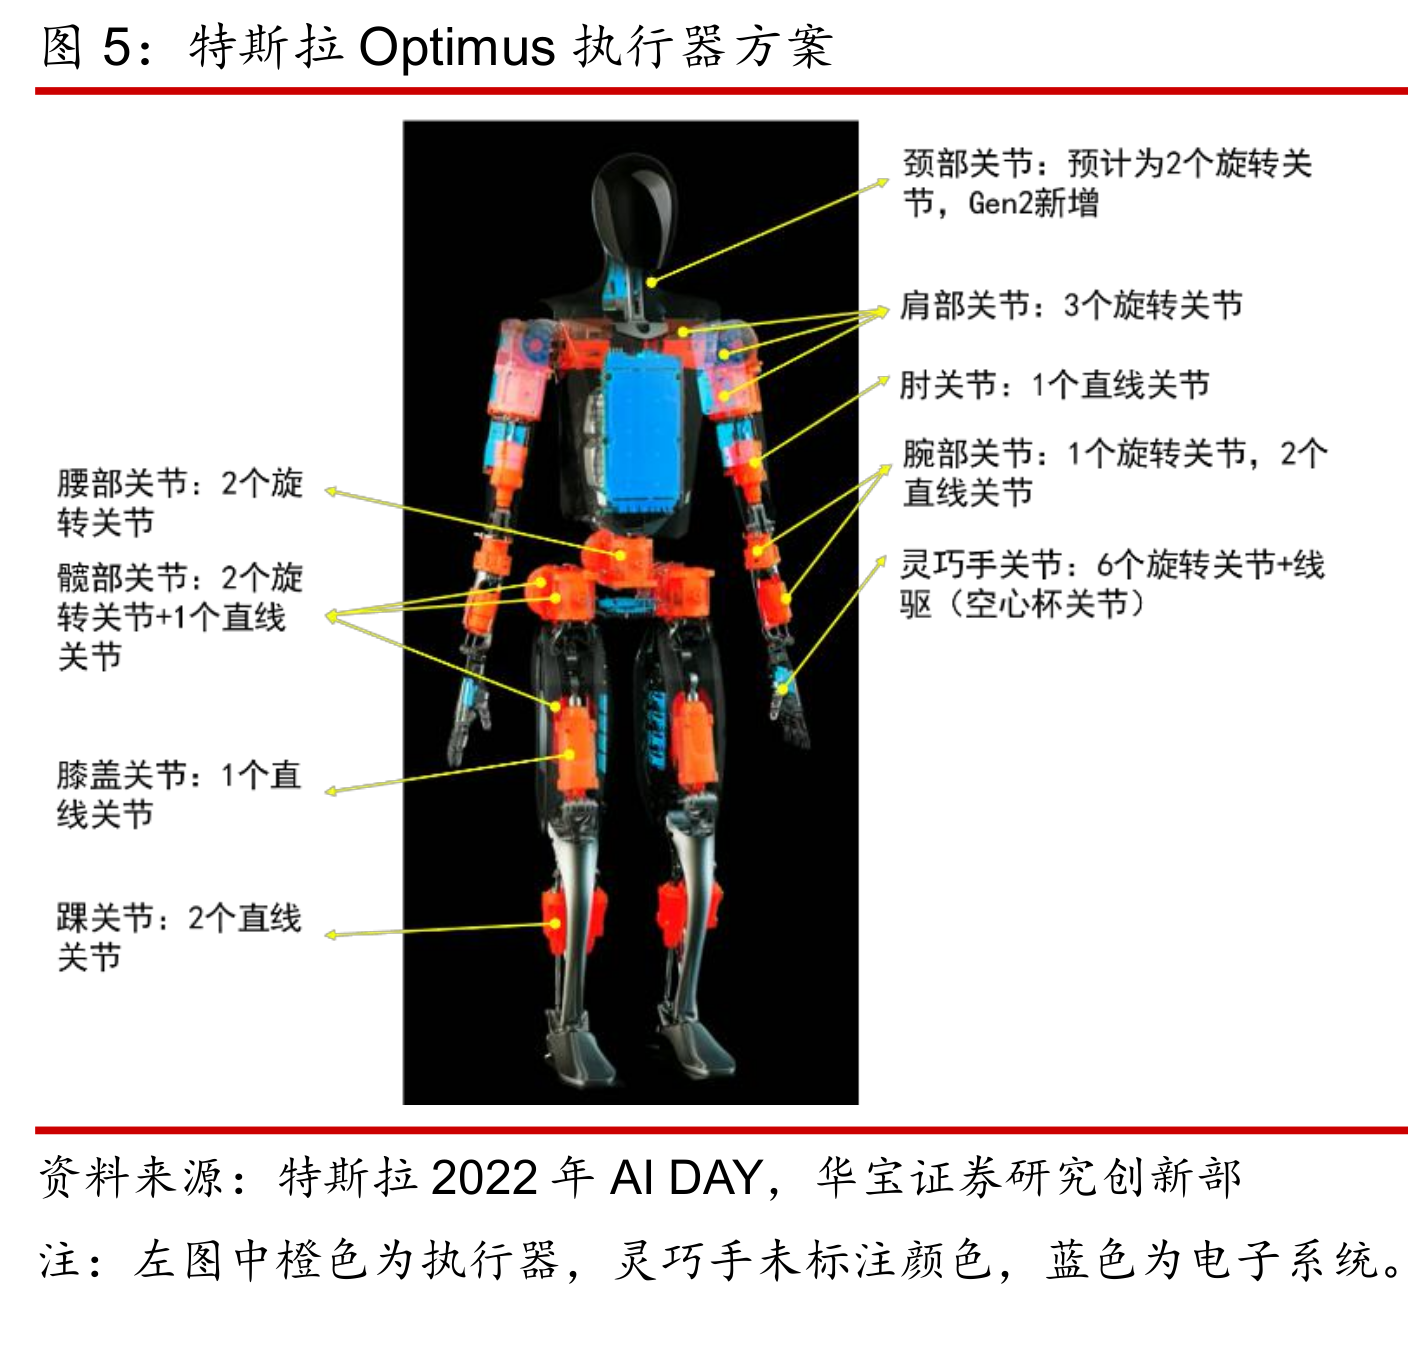 图 5：特斯拉 Optimus 执行器方案
颈部关节：预计为2个旋转关
节，Gen2新增
肩部关节：3个旋转关节
肘关节：1个直线关节
腕部关节：1个旋转关节，2个
直线关节
灵巧手关节：6个旋转关节+线
驱（空心杯关节）
腰部关节：2个旋
转关节
髋部关节：2个旋
转关节+1个直线
关节
膝盖关节：1个直
线关节
踝关节：2个直线
关节
资料来源：特斯拉 2022 年 AI DAY，华宝证券研究创新部
注：左图中橙色为执行器，灵巧手未标注颜色，蓝色为电子系统。